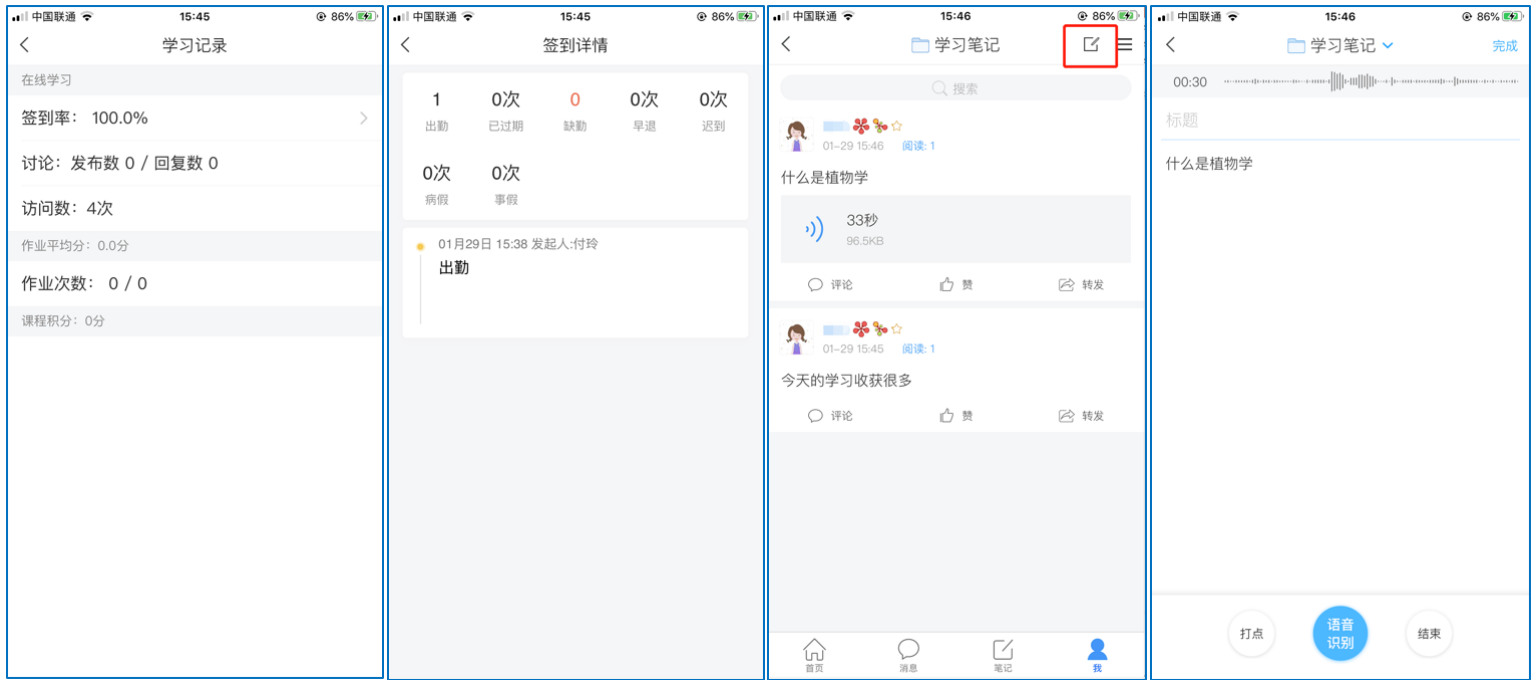 中国联通 15:45 86%
学习记录
在线学习
签到率： 100.0%
讨论：发布数 0 / 回复数 0
访问数：4次
作业平均分：0.0分
作业次数： 0 / 0
课程积分：0分
中国联通 15:45 86%
签到详情
1 0次 0 0次 0次
出勤 已过期 缺勤 早退 迟到
0次 0次
病假 事假
01月29日 15:38 发起人:付玲
出勤
中国联通 15:46 86%
学习笔记
搜索
01-29 15:46 阅读: 1
什么是植物学
33秒
96.5KB
评论 赞 转发
01-29 15:45 阅读: 1
今天的学习收获很多
评论 赞 转发
首页 消息 笔记 我
中国联通 15:46 86%
学习笔记 完成
00:30
标题
什么是植物学
打点 语音 结束
识别